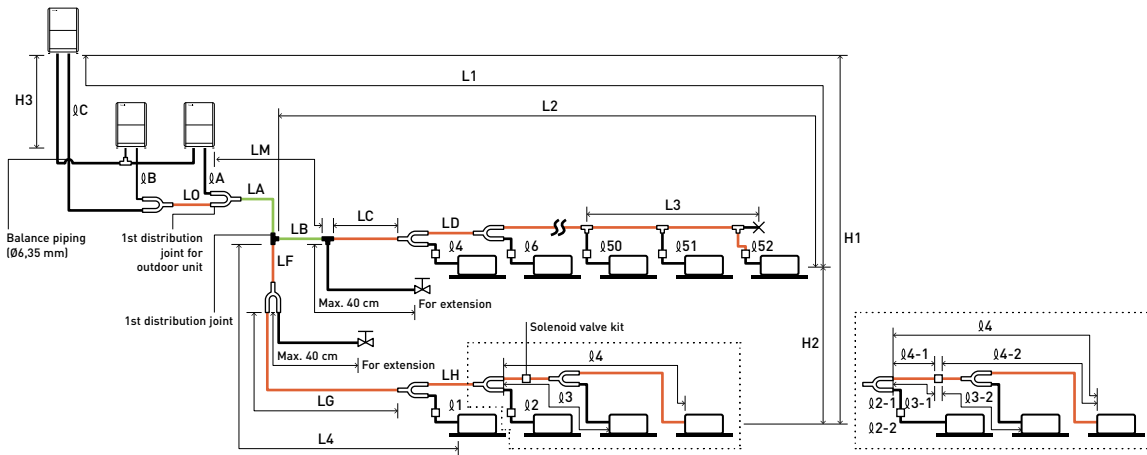 L1
H3
ℓC
L2
LM
ℓB
ℓA
LO
LA
LB
LC
LD
L3
H1
Balance piping
(Ø6,35 mm)
1st distribution
joint for
outdoor unit
ℓ4
ℓ6
ℓ50
ℓ51
ℓ52
LF
Max. 40 cm
For extension
1st distribution joint
Max. 40 cm
For extension
Solenoid valve kit
H2
LH
ℓ4
LG
ℓ1
ℓ2
ℓ3
L4
ℓ4
ℓ4-1
ℓ4-2
ℓ2-1
ℓ3-1
ℓ3-2
ℓ2-2